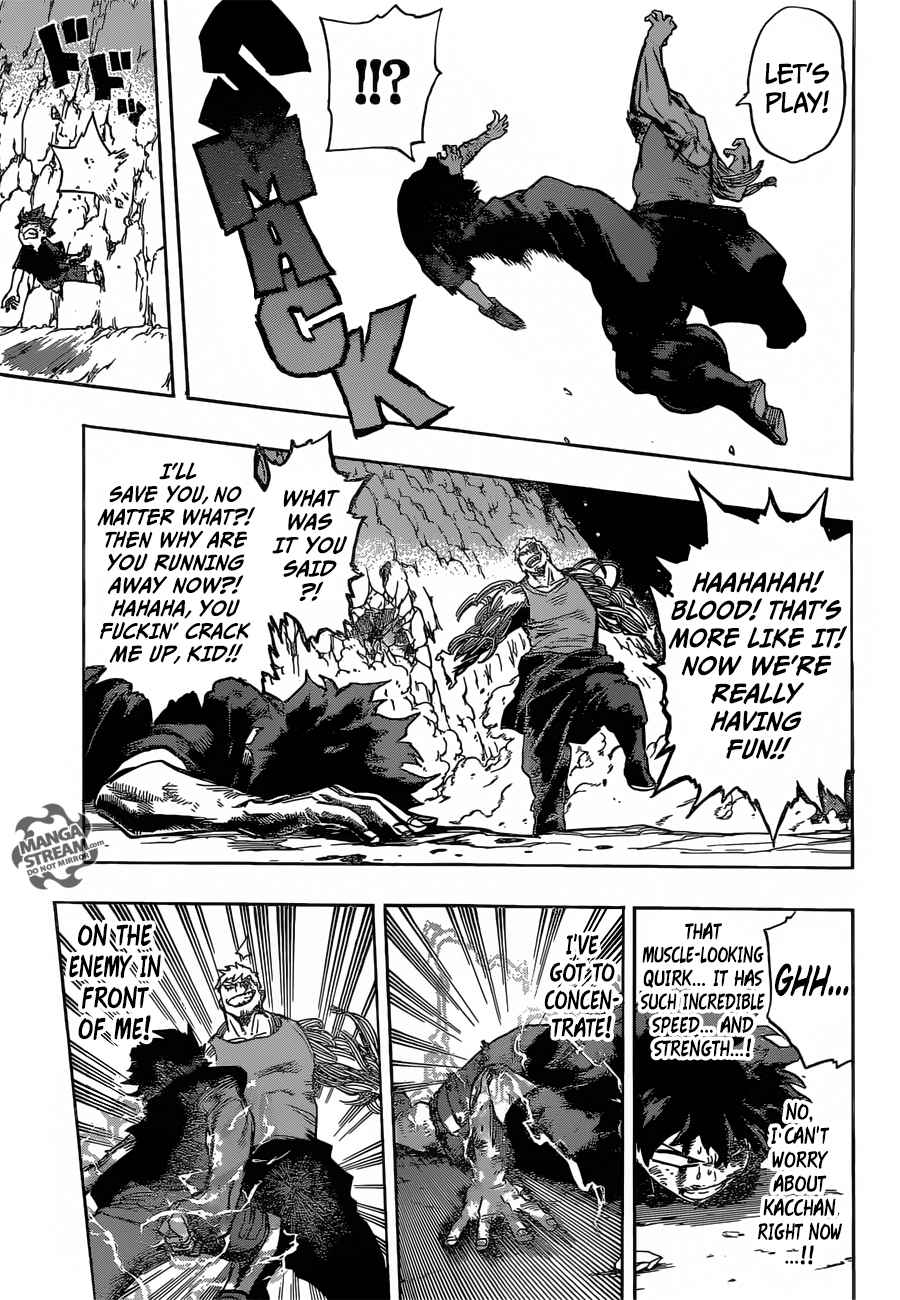 LET'S
PLAY!
!!?
SMACK
ドドドッ
HAAHAHAH!
BLOOD! THAT'S
MORE LIKE IT!
NOW WE'RE
REALLY
HAVING
FUN!!
WHAT
WAS
IT YOU
SAID
?!
I'LL
SAVE YOU, NO
MATTER WHAT?!
THEN WHY ARE
YOU RUNNING
AWAY NOW?!
HAHAHA, YOU
FUCKIN' CRACK
ME UP, KID!!
MANGA
STREAM.com
DO NOT MIRROR
GHH...
THAT
MUSCLE-LOOKING
QUIRK... IT HAS
SUCH INCREDIBLE
SPEED... AND
STRENGTH...!
NO,
I CAN'T
WORRY
ABOUT
KACCHAN
RIGHT NOW
...!!
I'VE
GOT TO
CONCEN-
TRATE!
ON THE
ENEMY IN
FRONT
OF ME!